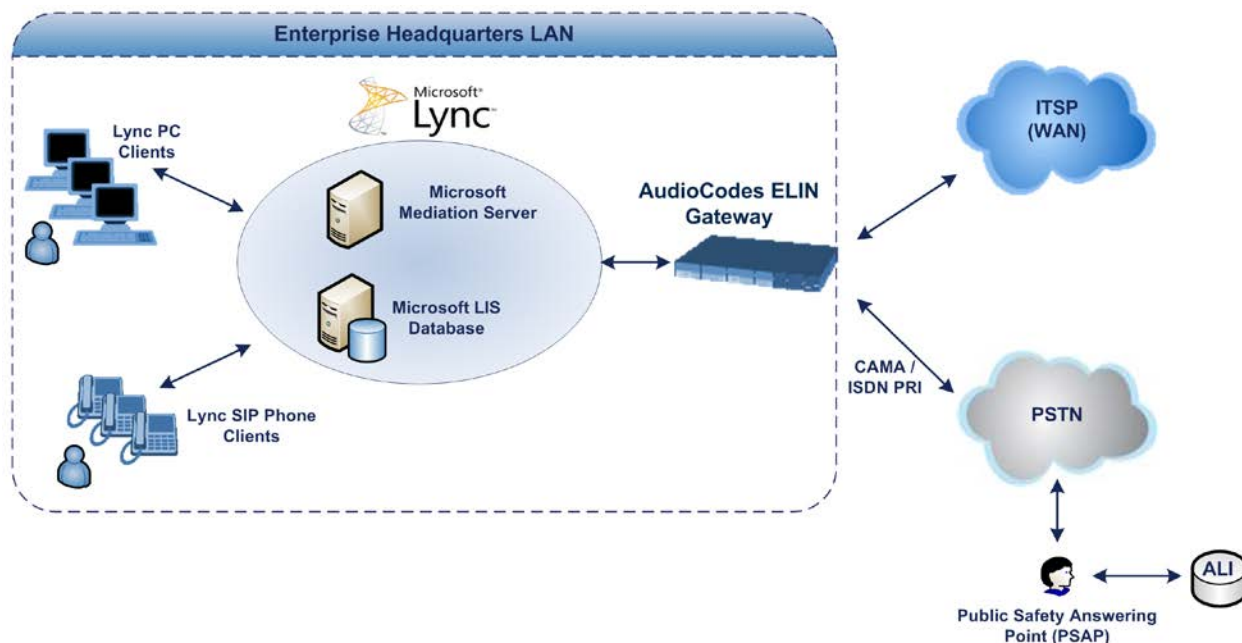 Enterprise Headquarters LAN
Microsoft®
Lync™
Lync PC
Clients
Microsoft
Mediation Server
Microsoft LIS
Database
Lync SIP Phone
Clients
AudioCodes ELIN
Gateway
ITSP
(WAN)
CAMA /
ISDN PRI
PSTN
ALI
Public Safety Answering
Point (PSAP)